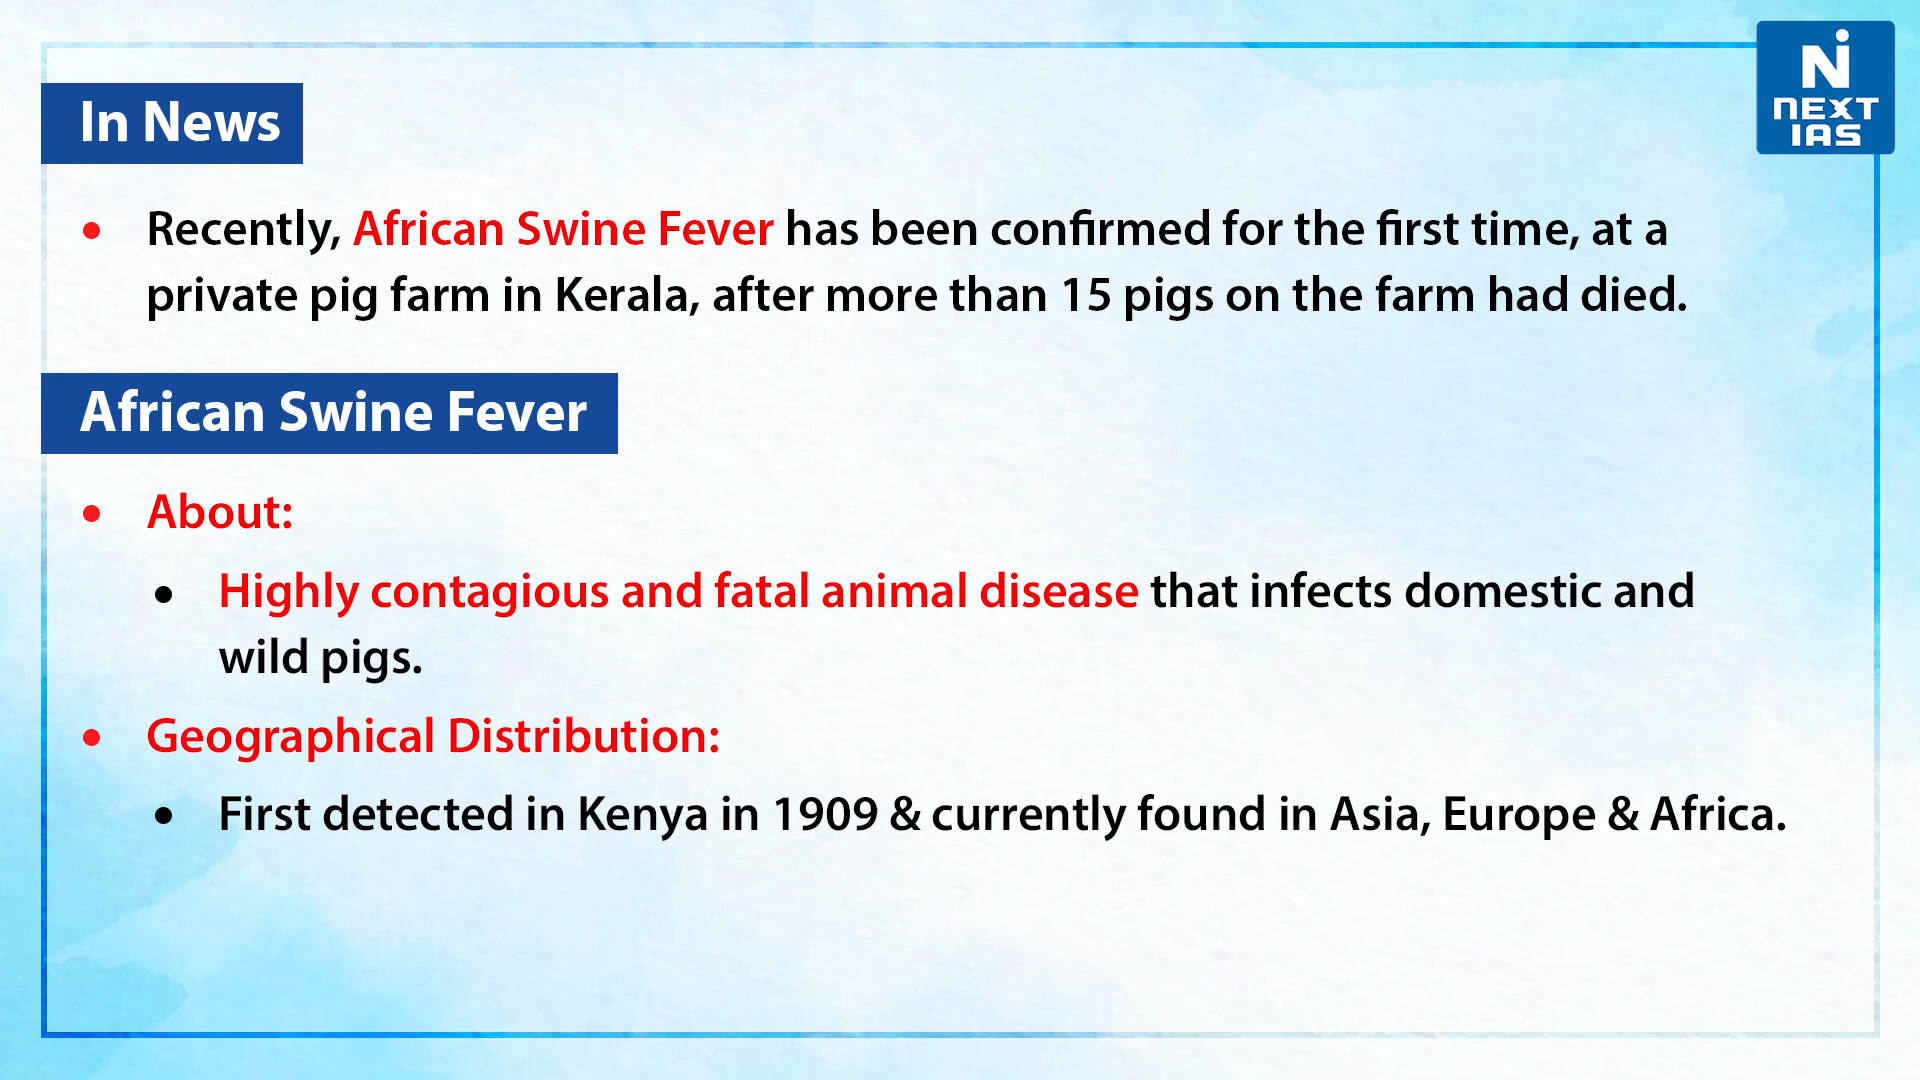 NEXT
IAS
In News
• Recently, African Swine Fever has been confirmed for the first time, at a
private pig farm in Kerala, after more than 15 pigs on the farm had died.
African Swine Fever
• About:
• Highly contagious and fatal animal disease that infects domestic and
wild pigs.
• Geographical Distribution:
• First detected in Kenya in 1909 & currently found in Asia, Europe & Africa.